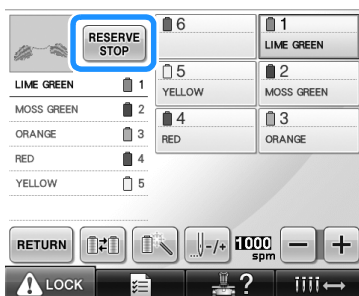 RESERVE
STOP
LIME GREEN 1
MOSS GREEN 2
ORANGE 3
RED 4
YELLOW 5
6
1
LIME GREEN
5
YELLOW
2
MOSS GREEN
4
RED
3
ORANGE
RETURN
-/+
1000
spm
- +
LOCK
?